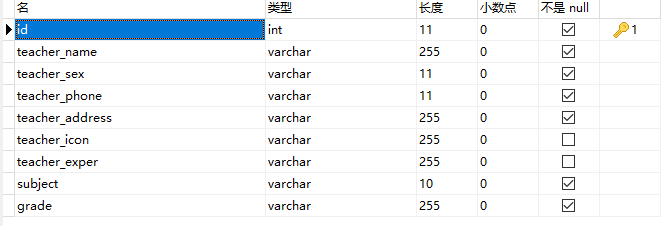 名 类型 长度 小数点 不是 null
id int 11 0 1
teacher_name varchar 255 0
teacher_sex varchar 11 0
teacher_phone varchar 11 0
teacher_address varchar 255 0
teacher_icon varchar 255 0
teacher_exper varchar 255 0
subject varchar 10 0
grade varchar 255 0